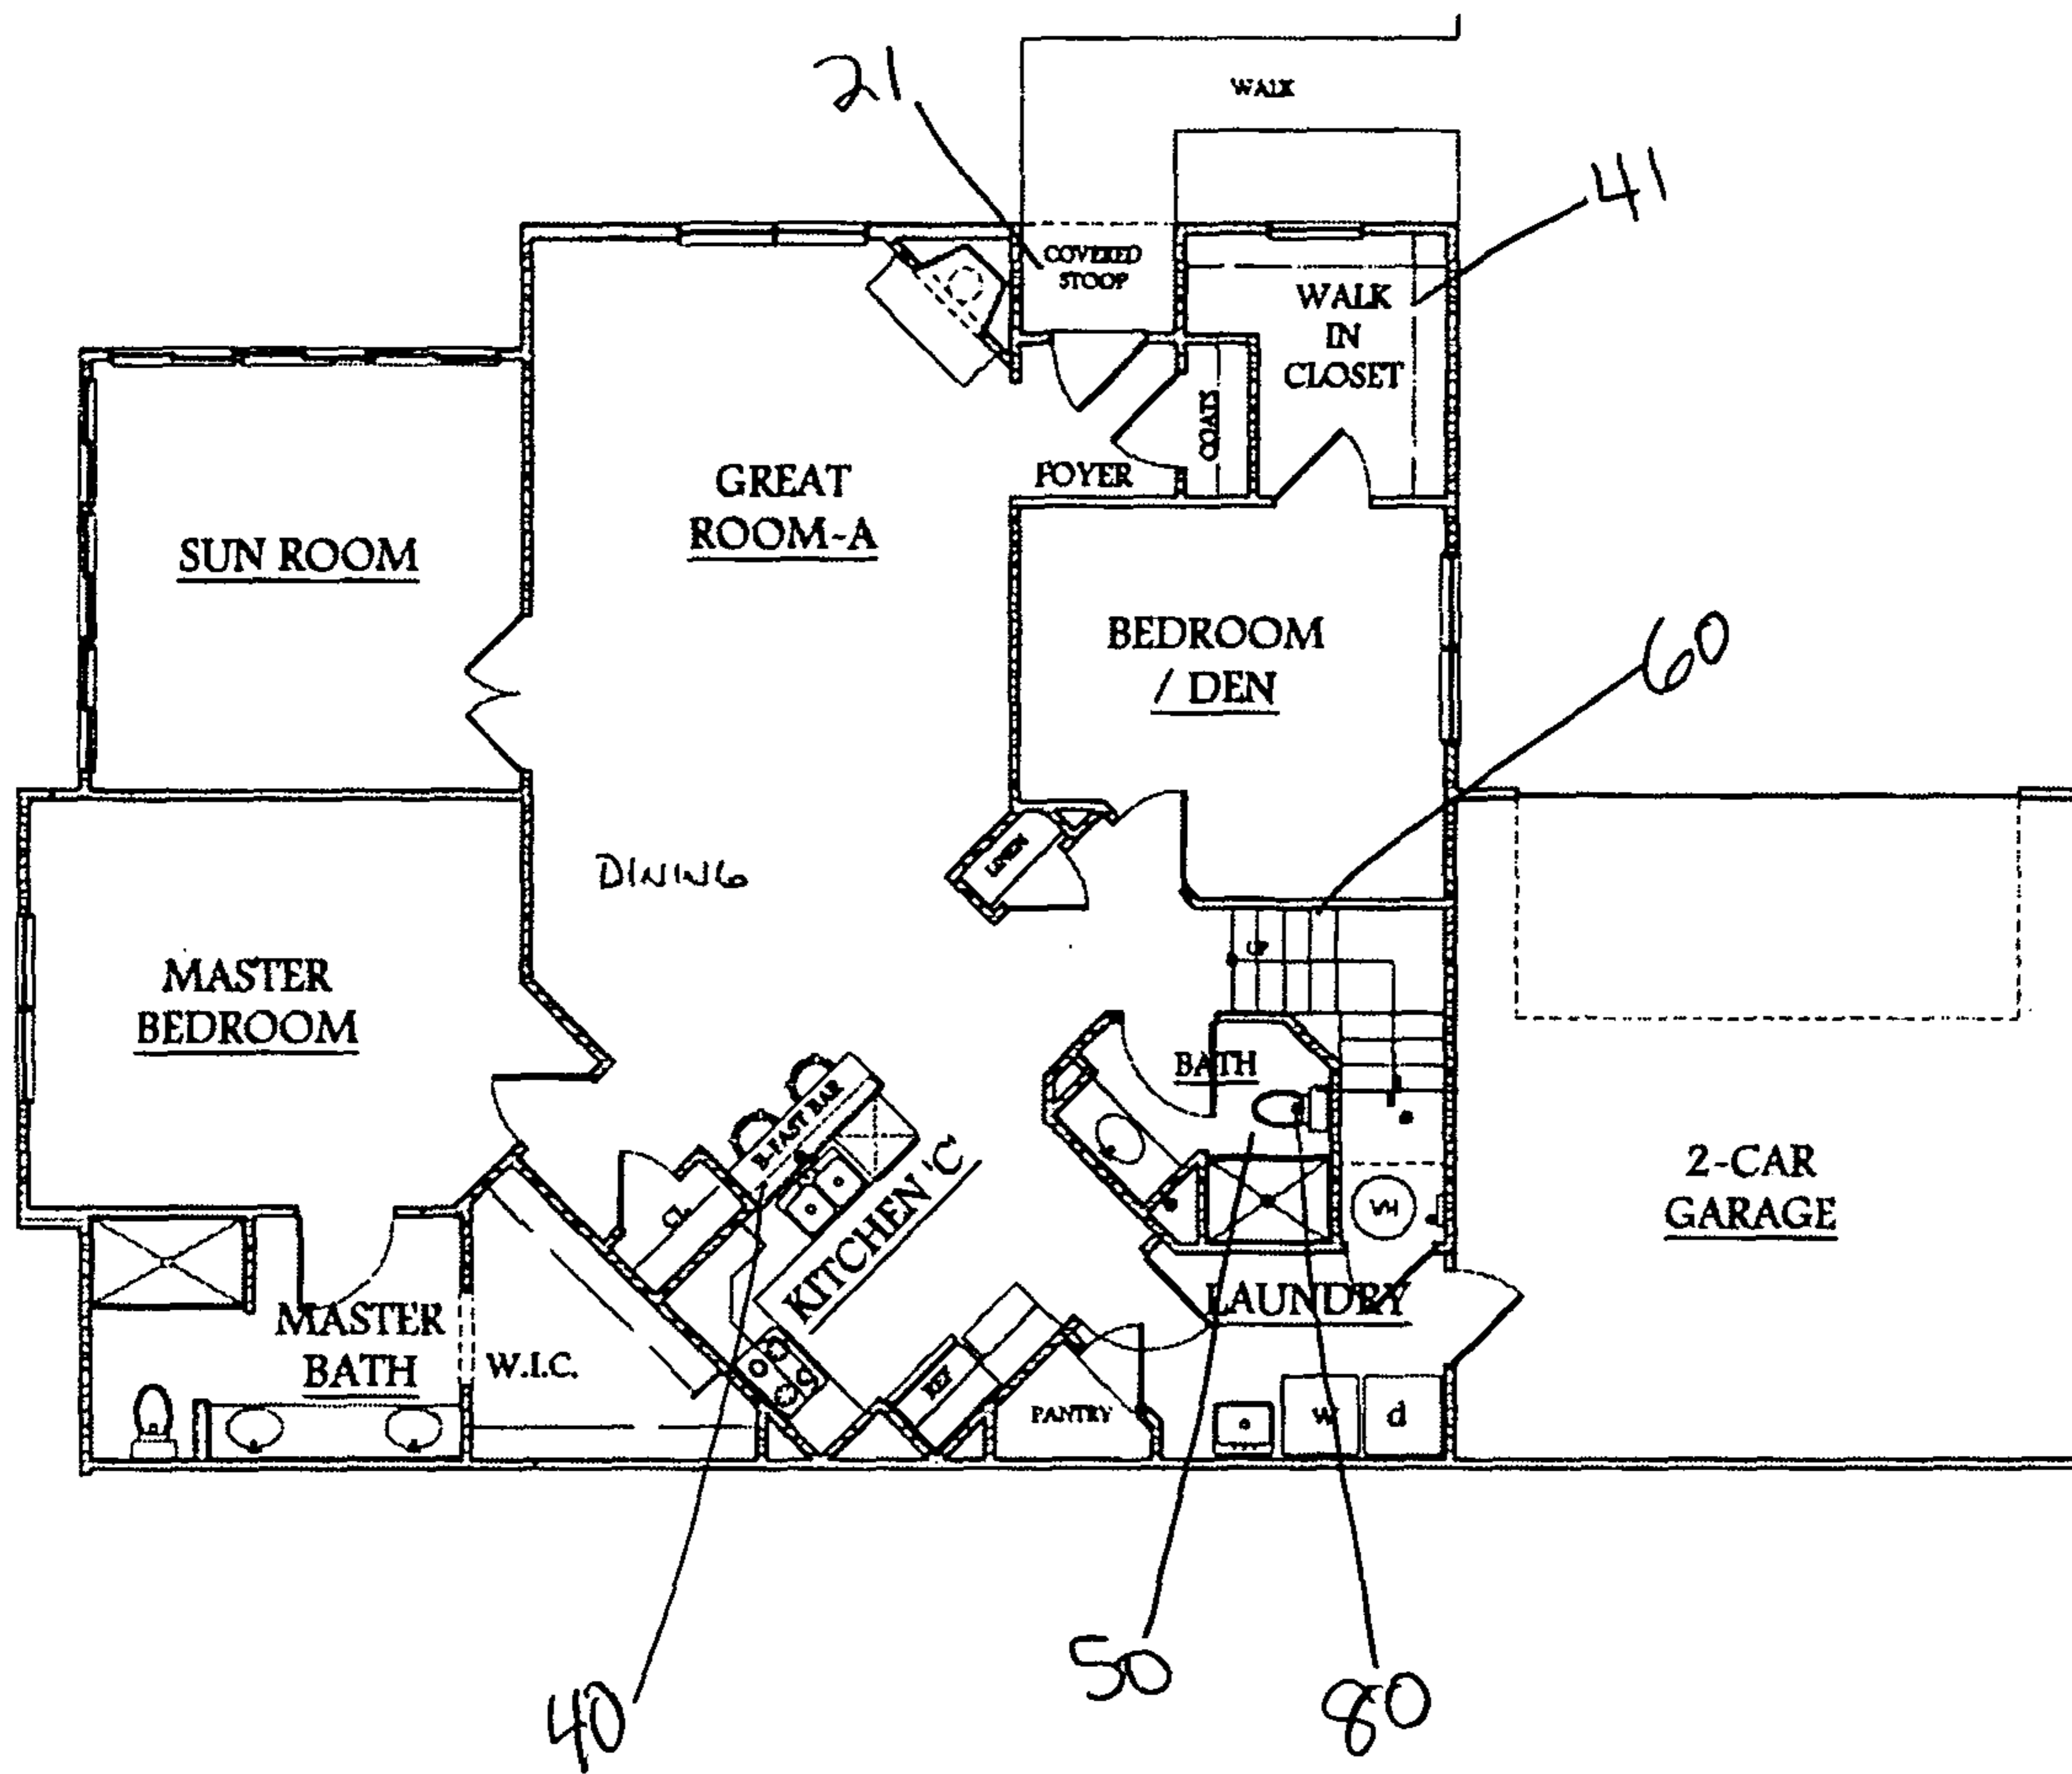 21
WALK
41
COVERED
STOOP
WALK
IN
CLOSET
COATS
FOYER
GREAT
ROOM-A
SUN ROOM
BEDROOM
/ DEN
60
LINEN
DINING
UP
MASTER
BEDROOM
BATH
B-FAST BAR
KITCHEN 'C'
2-CAR
GARAGE
CL.
WH
LAUNDRY
MASTER
BATH
W.I.C.
REF
PANTRY
W
d
40
50
80